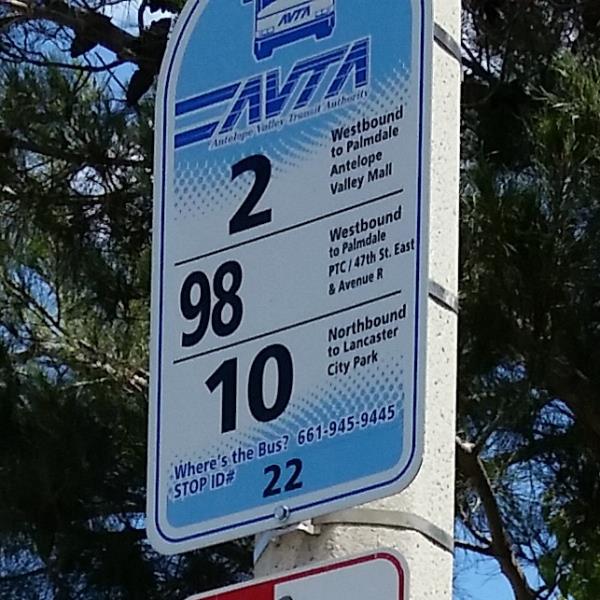 AVTA
AVTA
Antelope Valley Transit Authority
2
Westbound
to Palmdale
Antelope
Valley Mall
98
Westbound
to Palmdale
PTC / 47th St. East
& Avenue R
10
Northbound
to Lancaster
City Park
Where's the Bus? 661-945-9445
STOP ID# 22